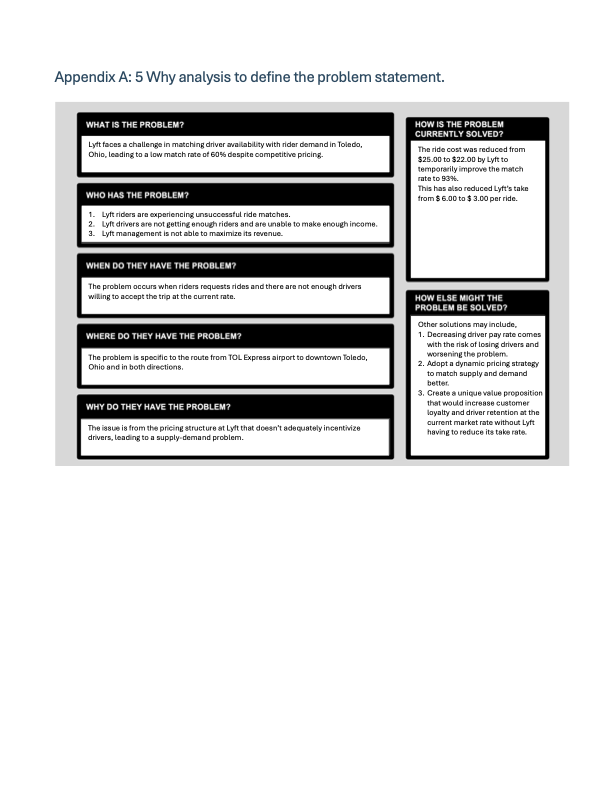 Appendix A: 5 Why analysis to define the problem statement.
WHAT IS THE PROBLEM?
Lyft faces a challenge in matching driver availability with rider demand in Toledo,
Ohio, leading to a low match rate of 60% despite competitive pricing.
WHO HAS THE PROBLEM?
1. Lyft riders are experiencing unsuccessful ride matches.
2. Lyft drivers are not getting enough riders and are unable to make enough income.
3. Lyft management is not able to maximize its revenue.
WHEN DO THEY HAVE THE PROBLEM?
The problem occurs when riders requests rides and there are not enough drivers
willing to accept the trip at the current rate.
WHERE DO THEY HAVE THE PROBLEM?
The problem is specific to the route from TOL Express airport to downtown Toledo,
Ohio and in both directions.
WHY DO THEY HAVE THE PROBLEM?
The issue is from the pricing structure at Lyft that doesn't adequately incentivize
drivers, leading to a supply-demand problem.
HOW IS THE PROBLEM
CURRENTLY SOLVED?
The ride cost was reduced from
$25.00 to $22.00 by Lyft to
temporarily improve the match
rate to 93%.
This has also reduced Lyft's take
from $ 6.00 to $ 3.00 per ride.
HOW ELSE MIGHT THE
PROBLEM BE SOLVED?
Other solutions may include,
1. Decreasing driver pay rate comes
with the risk of losing drivers and
worsening the problem.
2. Adopt a dynamic pricing strategy
to match supply and demand
better.
3. Create a unique value proposition
that would increase customer
loyalty and driver retention at the
current market rate without Lyft
having to reduce its take rate.